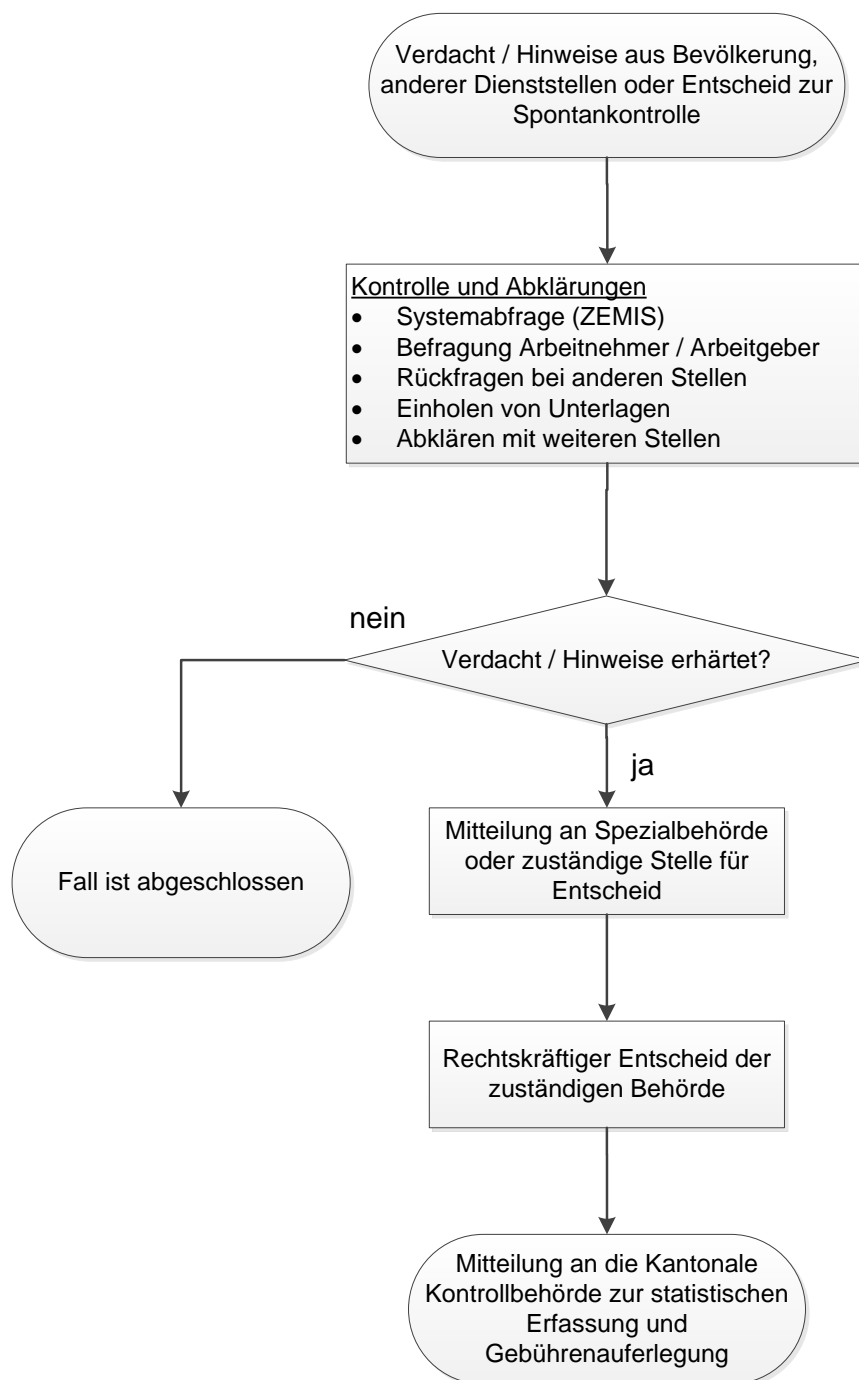 Verdacht / Hinweise aus Bevölkerung,
anderer Dienststellen oder Entscheid zur
Spontankontrolle
Kontrolle und Abklärungen
• Systemabfrage (ZEMIS)
• Befragung Arbeitnehmer / Arbeitgeber
• Rückfragen bei anderen Stellen
• Einholen von Unterlagen
• Abklären mit weiteren Stellen
nein
Verdacht / Hinweise erhärtet?
ja
Mitteilung an Spezialbehörde
oder zuständige Stelle für
Entscheid
Fall ist abgeschlossen
Rechtskräftiger Entscheid der
zuständigen Behörde
Mitteilung an die Kantonale
Kontrollbehörde zur statistischen
Erfassung und
Gebührenauferlegung